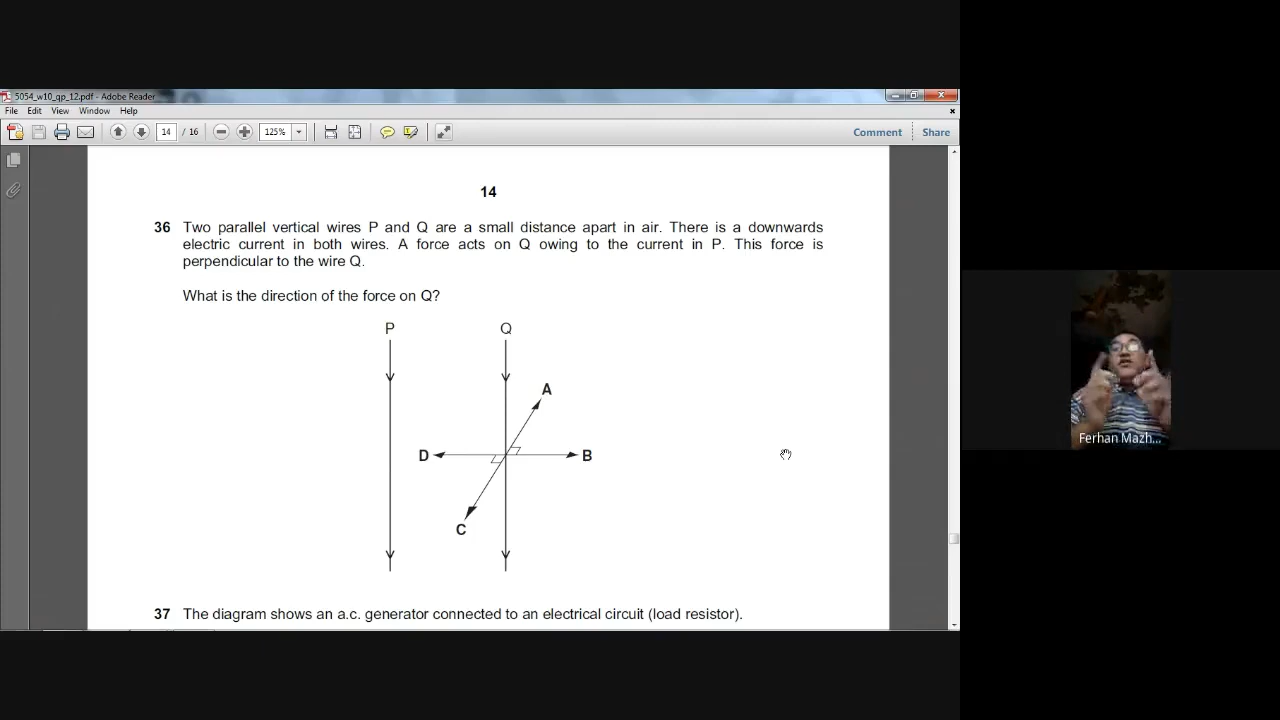 5054_w10_qp_12.pdf - Adobe Reader
File Edit View Window Help
14 / 16 125% Comment Share
14
36 Two parallel vertical wires P and Q are a small distance apart in air. There is a downwards
electric current in both wires. A force acts on Q owing to the current in P. This force is
perpendicular to the wire Q.
What is the direction of the force on Q?
P Q
A
D B
C
37 The diagram shows an a.c. generator connected to an electrical circuit (load resistor).
Ferhan Mazh...